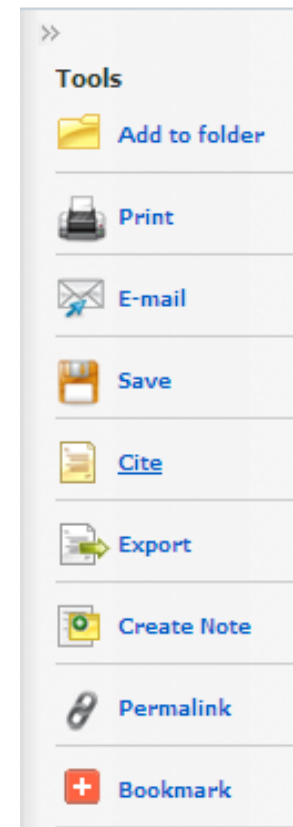 Tools
Add to folder
Print
E-mail
Save
Cite
Export
Create Note
Permalink
Bookmark